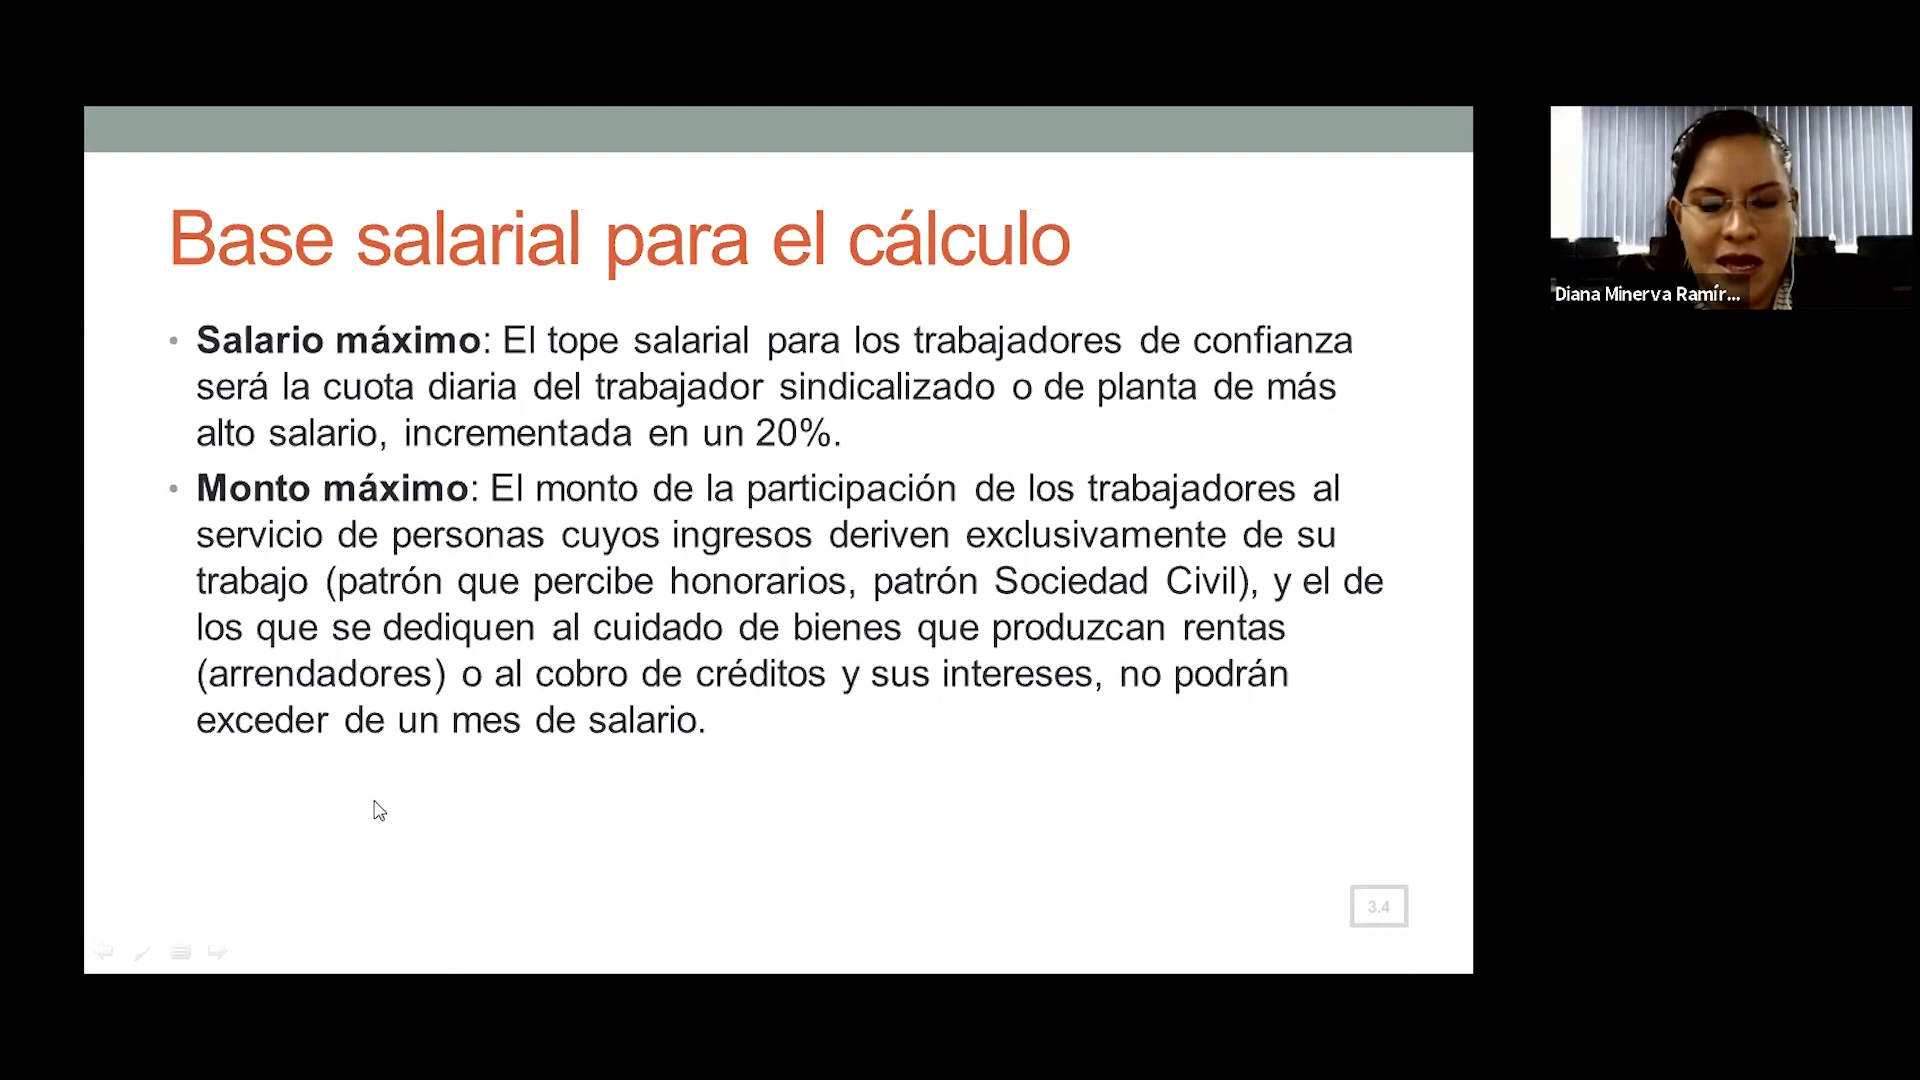 Base salarial para el cálculo
• Salario máximo: El tope salarial para los trabajadores de confianza
será la cuota diaria del trabajador sindicalizado o de planta de más
alto salario, incrementada en un 20%.
• Monto máximo: El monto de la participación de los trabajadores al
servicio de personas cuyos ingresos deriven exclusivamente de su
trabajo (patrón que percibe honorarios, patrón Sociedad Civil), y el de
los que se dediquen al cuidado de bienes que produzcan rentas
(arrendadores) o al cobro de créditos y sus intereses, no podrán
exceder de un mes de salario.
3.4
Diana Minerva Ramír...